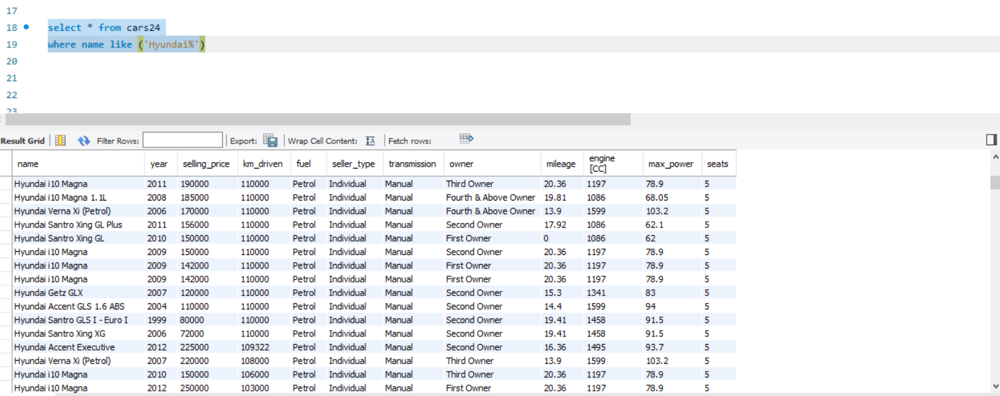 17
18 select * from cars24
19 where name like ('Hyundai%')
20
21
22
23
Result Grid Filter Rows: Export: Wrap Cell Content: Fetch rows:
name year selling_price km_driven fuel seller_type transmission owner mileage engine [CC] max_power seats
Hyundai i10 Magna 2011 190000 110000 Petrol Individual Manual Third Owner 20.36 1197 78.9 5
Hyundai i10 Magna 1.1L 2008 185000 110000 Petrol Individual Manual Fourth & Above Owner 19.81 1086 68.05 5
Hyundai Verna Xi (Petrol) 2006 170000 110000 Petrol Individual Manual Fourth & Above Owner 13.9 1599 103.2 5
Hyundai Santro Xing GL Plus 2011 156000 110000 Petrol Individual Manual Second Owner 17.92 1086 62.1 5
Hyundai Santro Xing GL 2010 150000 110000 Petrol Individual Manual First Owner 0 1086 62 5
Hyundai i10 Magna 2009 150000 110000 Petrol Individual Manual Second Owner 20.36 1197 78.9 5
Hyundai i10 Magna 2009 142000 110000 Petrol Individual Manual First Owner 20.36 1197 78.9 5
Hyundai i10 Magna 2009 142000 110000 Petrol Individual Manual First Owner 20.36 1197 78.9 5
Hyundai Getz GLX 2007 120000 110000 Petrol Individual Manual Second Owner 15.3 1341 83 5
Hyundai Accent GLS 1.6 ABS 2004 110000 110000 Petrol Individual Manual Second Owner 14.4 1599 94 5
Hyundai Santro GLS I - Euro I 1999 80000 110000 Petrol Individual Manual Second Owner 19.41 1458 91.5 5
Hyundai Santro Xing XG 2006 72000 110000 Petrol Individual Manual Second Owner 19.41 1458 91.5 5
Hyundai Accent Executive 2012 225000 109322 Petrol Individual Manual Second Owner 16.36 1495 93.7 5
Hyundai Verna Xi (Petrol) 2007 220000 108000 Petrol Individual Manual Third Owner 13.9 1599 103.2 5
Hyundai i10 Magna 2010 150000 106000 Petrol Individual Manual Third Owner 20.36 1197 78.9 5
Hyundai i10 Magna 2012 250000 103000 Petrol Individual Manual First Owner 20.36 1197 78.9 5